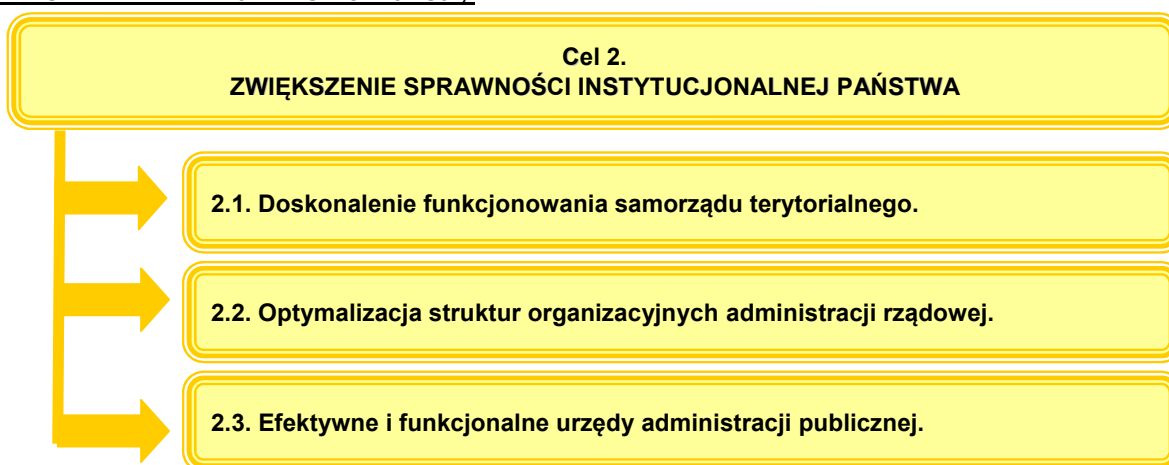 Cel 2.
ZWIĘKSZENIE SPRAWNOŚCI INSTYTUCJONALNEJ PAŃSTWA
2.1. Doskonalenie funkcjonowania samorządu terytorialnego.
2.2. Optymalizacja struktur organizacyjnych administracji rządowej.
2.3. Efektywne i funkcjonalne urzędy administracji publicznej.